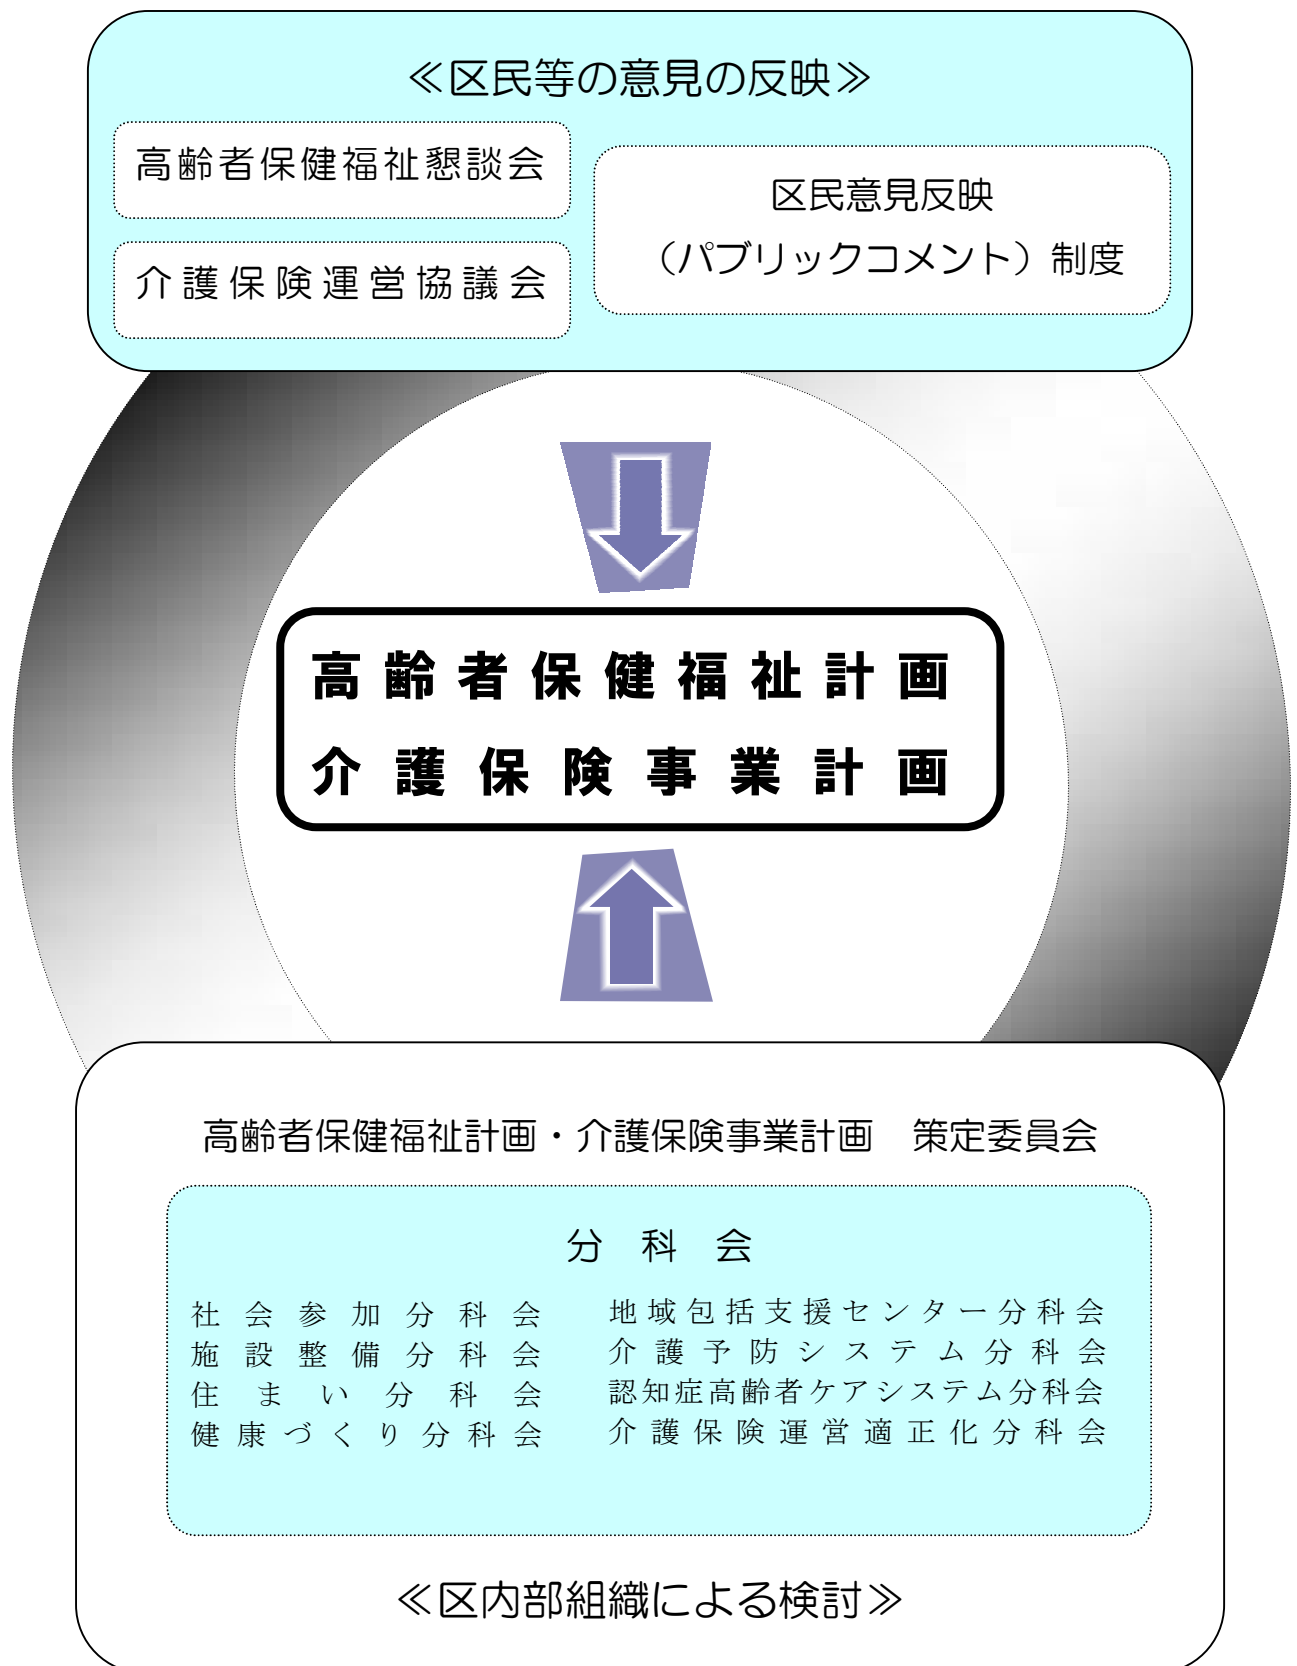 ≪区民等の意見の反映≫
高齢者保健福祉懇談会
介護保険運営協議会
区民意見反映
（パブリックコメント）制度
高齢者保健福祉計画
介護保険事業計画
高齢者保健福祉計画・介護保険事業計画　策定委員会
分　科　会
社会参加分科会
施設整備分科会
住まい分科会
健康づくり分科会
地域包括支援センター分科会
介護予防システム分科会
認知症高齢者ケアシステム分科会
介護保険運営適正化分科会
≪区内部組織による検討≫